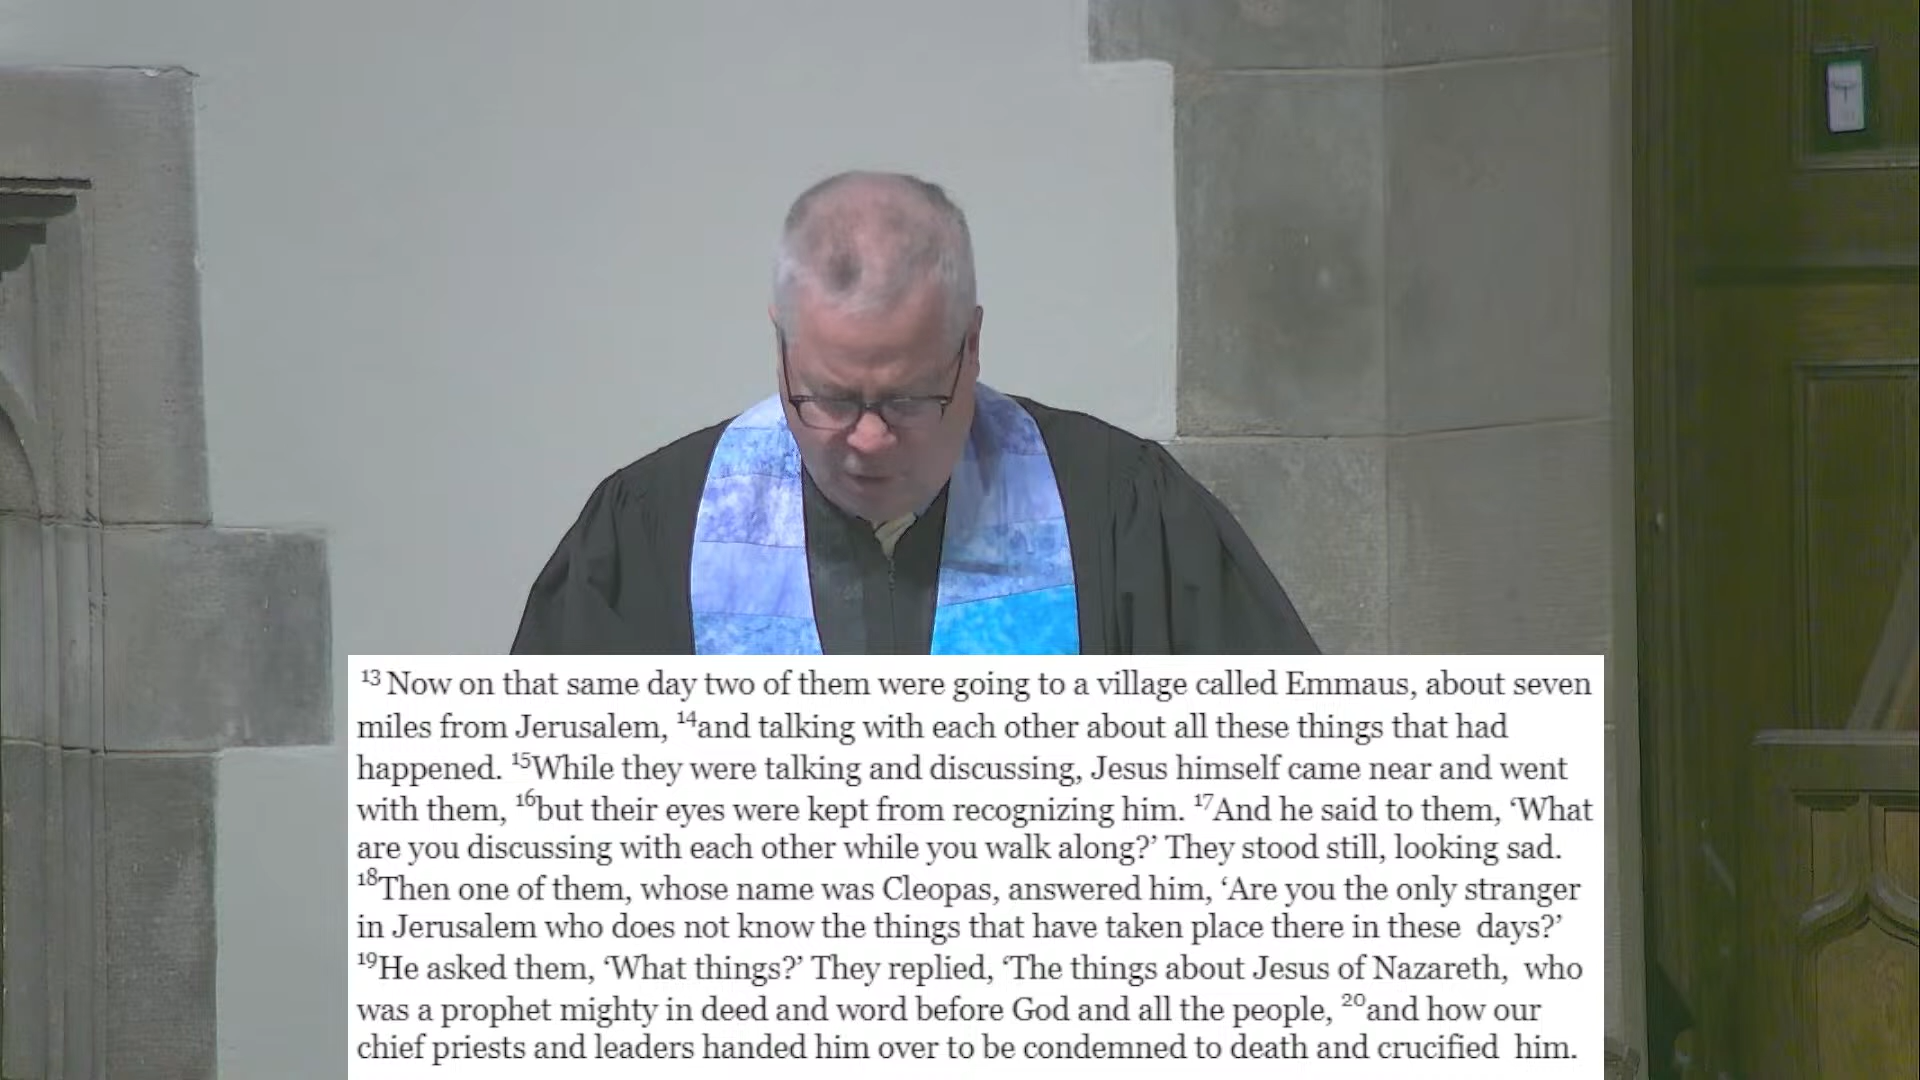 13 Now on that same day two of them were going to a village called Emmaus, about seven
miles from Jerusalem, 14and talking with each other about all these things that had
happened. 15While they were talking and discussing, Jesus himself came near and went
with them, 16but their eyes were kept from recognizing him. 17And he said to them, ‘What
are you discussing with each other while you walk along?’ They stood still, looking sad.
18Then one of them, whose name was Cleopas, answered him, ‘Are you the only stranger
in Jerusalem who does not know the things that have taken place there in these days?’
19He asked them, ‘What things?’ They replied, ‘The things about Jesus of Nazareth, who
was a prophet mighty in deed and word before God and all the people, 20and how our
chief priests and leaders handed him over to be condemned to death and crucified him.